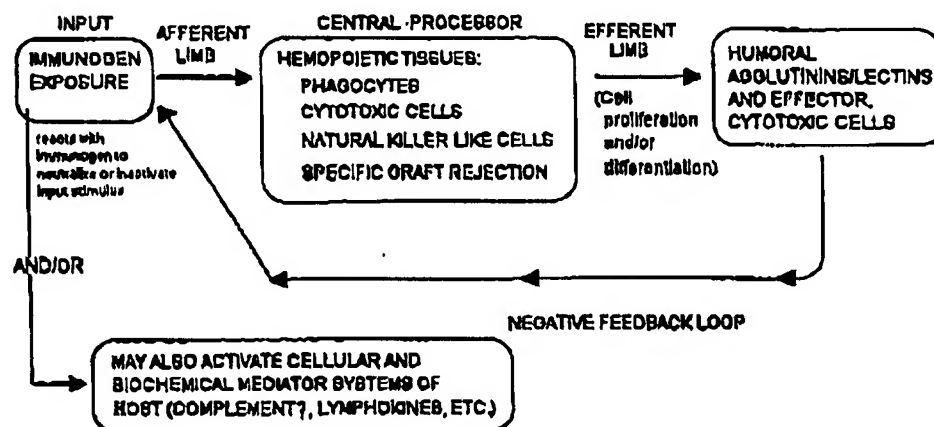 INPUT
IMMUNOGEN
EXPOSURE
reacts with
immunogen to
neutralize or inactivate
input stimulus
AFFERENT
LIMB
CENTRAL PROCESSOR
HEMOPOIETIC TISSUES:
PHAGOCYTES
CYTOTOXIC CELLS
NATURAL KILLER LIKE CELLS
SPECIFIC GRAFT REJECTION
EFFERENT
LIMB
(Cell
proliferation
and/or
differentiation)
HUMORAL
AGGLUTININS/LECTINS
AND EFFECTOR,
CYTOTOXIC CELLS
AND/OR
NEGATIVE FEEDBACK LOOP
MAY ALSO ACTIVATE CELLULAR AND
BIOCHEMICAL MEDIATOR SYSTEMS OF
HOST (COMPLEMENT?, LYMPHOKINES, ETC.)